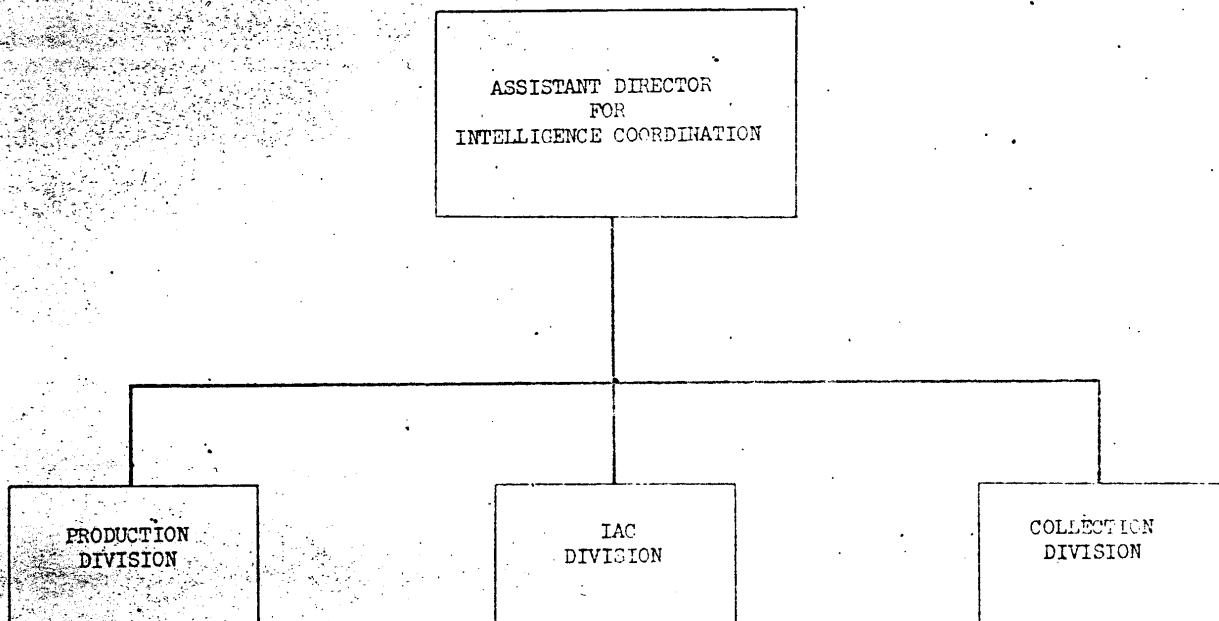 ASSISTANT DIRECTOR
FOR
INTELLIGENCE COORDINATION
PRODUCTION
DIVISION
IAC
DIVISION
COLLECTION
DIVISION